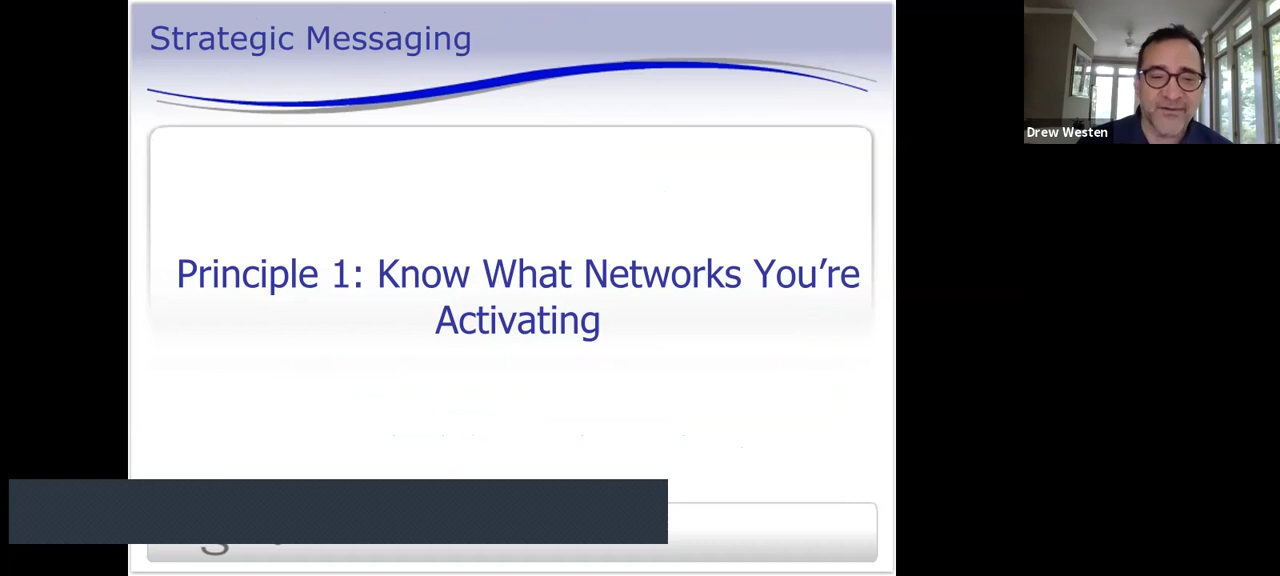 Strategic Messaging
Drew Westen
Principle 1: Know What Networks You’re
Activating